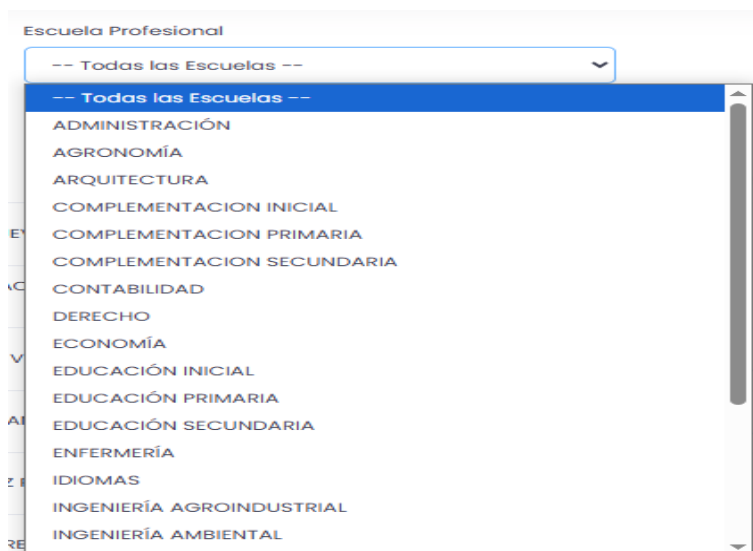 Escuela Profesional
-- Todas las Escuelas --
-- Todas las Escuelas --
ADMINISTRACIÓN
AGRONOMÍA
ARQUITECTURA
COMPLEMENTACION INICIAL
COMPLEMENTACION PRIMARIA
COMPLEMENTACION SECUNDARIA
CONTABILIDAD
DERECHO
ECONOMÍA
EDUCACIÓN INICIAL
EDUCACIÓN PRIMARIA
EDUCACIÓN SECUNDARIA
ENFERMERÍA
IDIOMAS
INGENIERÍA AGROINDUSTRIAL
INGENIERÍA AMBIENTAL